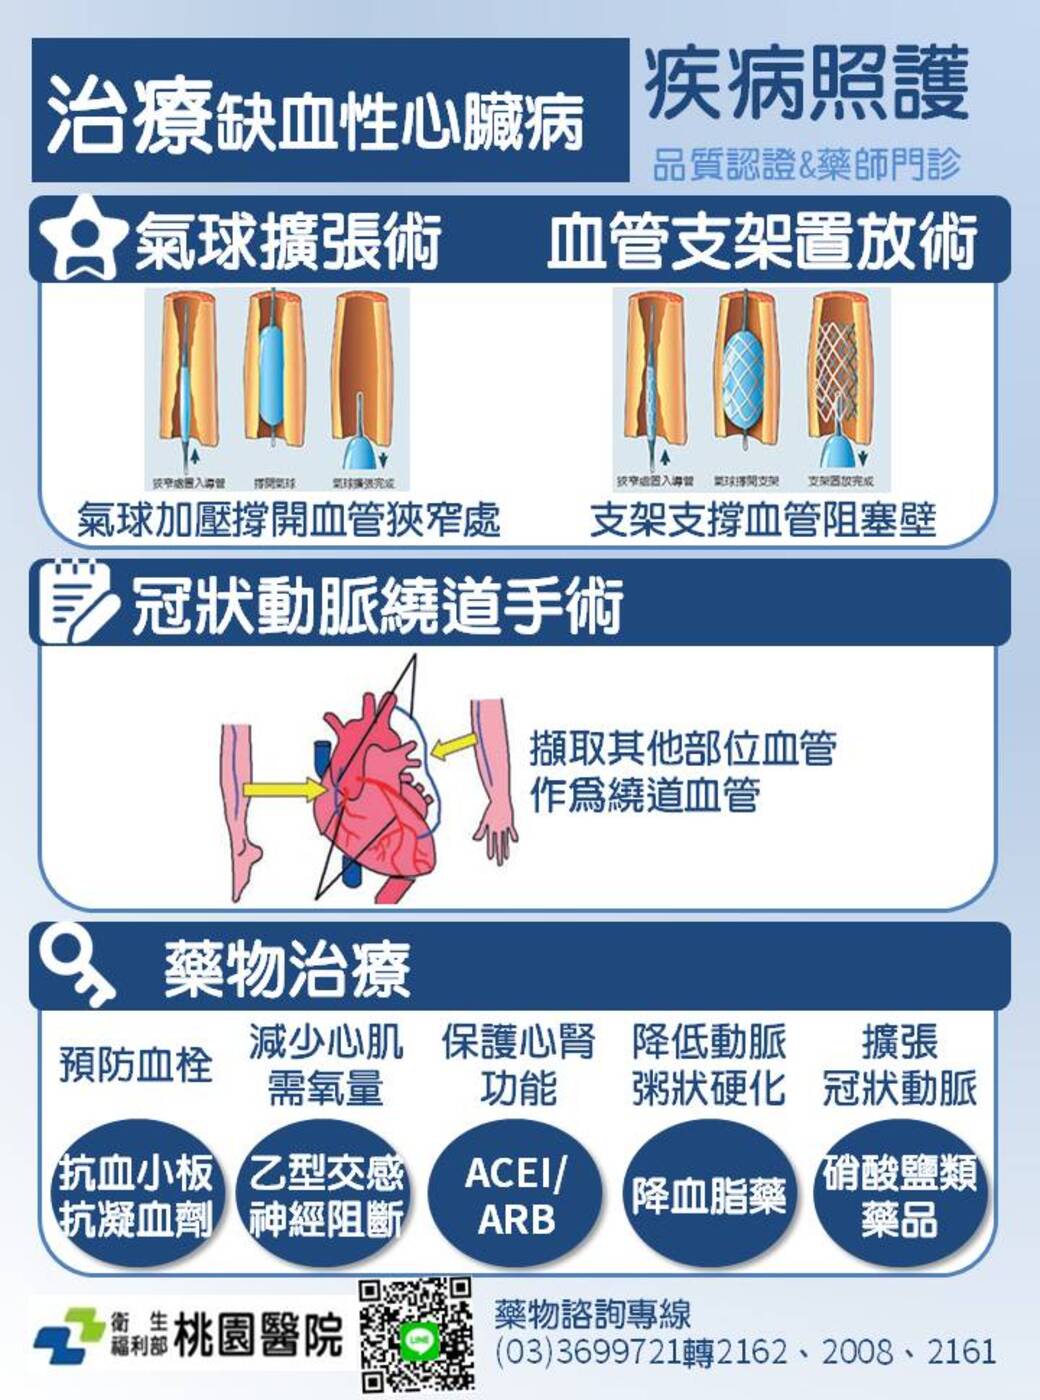 治療缺血性心臟病
疾病照護
品質認證&藥師門診
氣球擴張術
血管支架置放術
狹窄處置入導管
撐開氣球
氣球擴張完成
狹窄處置入導管
氣球撐開支架
支架置放完成
氣球加壓撐開血管狹窄處
支架支撐血管阻塞壁
冠狀動脈繞道手術
擷取其他部位血管
作為繞道血管
藥物治療
預防血栓
減少心肌
需氧量
保護心腎
功能
降低動脈
粥狀硬化
擴張
冠狀動脈
抗血小板
抗凝血劑
乙型交感
神經阻斷
ACEI/
ARB
降血脂藥
硝酸鹽類
藥品
衛生
福利部
桃園醫院
LINE
藥物諮詢專線
(03)3699721轉2162、2008、2161